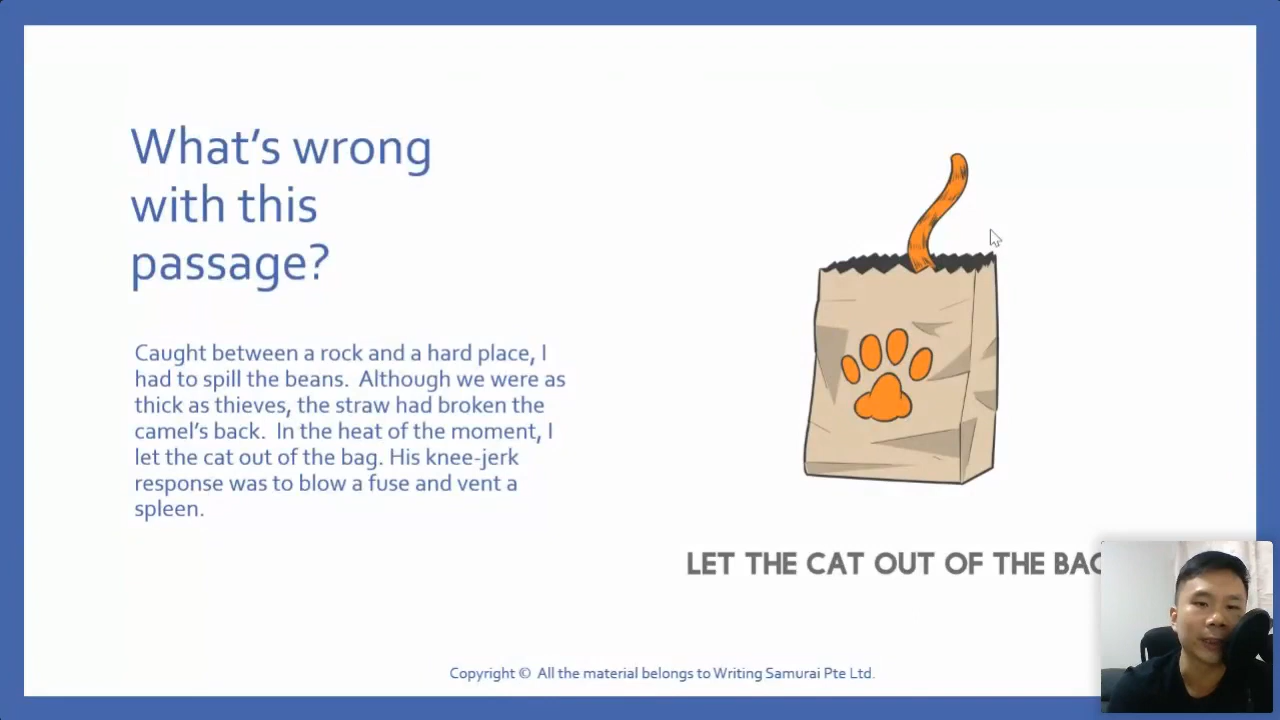 What's wrong
with this
passage?
Caught between a rock and a hard place, I
had to spill the beans.  Although we were as
thick as thieves, the straw had broken the
camel's back.  In the heat of the moment, I
let the cat out of the bag. His knee-jerk
response was to blow a fuse and vent a
spleen.
LET THE CAT OUT OF THE
Copyright ©  All the material belongs to Writing Samurai Pte Ltd.